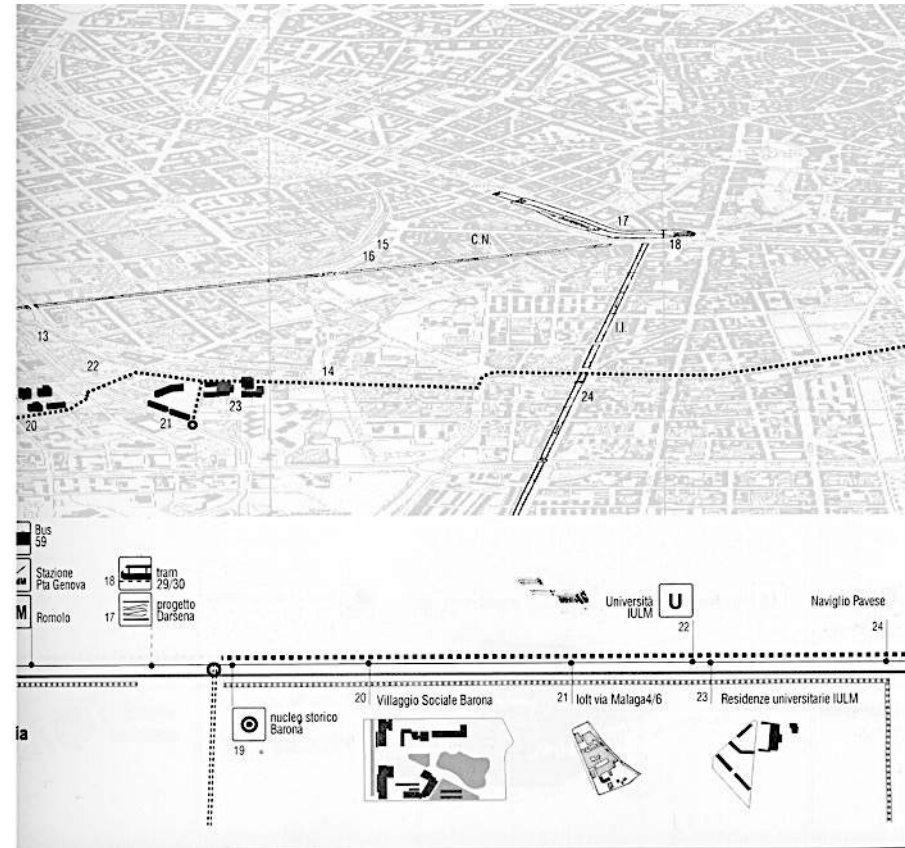 17
C.N.
18
15
16
13
I.I.
22
14
24
23
20
21
Bus
59
Stazione
Pta Genova
MM
18
tram
29/30
M
Romolo
17
progetto
Darsena
Università
IULM
U
22
Naviglio Pavese
24
20
Villaggio Sociale Barona
21
lolt via Malaga4/6
23
Residenze universitarie IULM
nucleo storico
Barona
19
ia